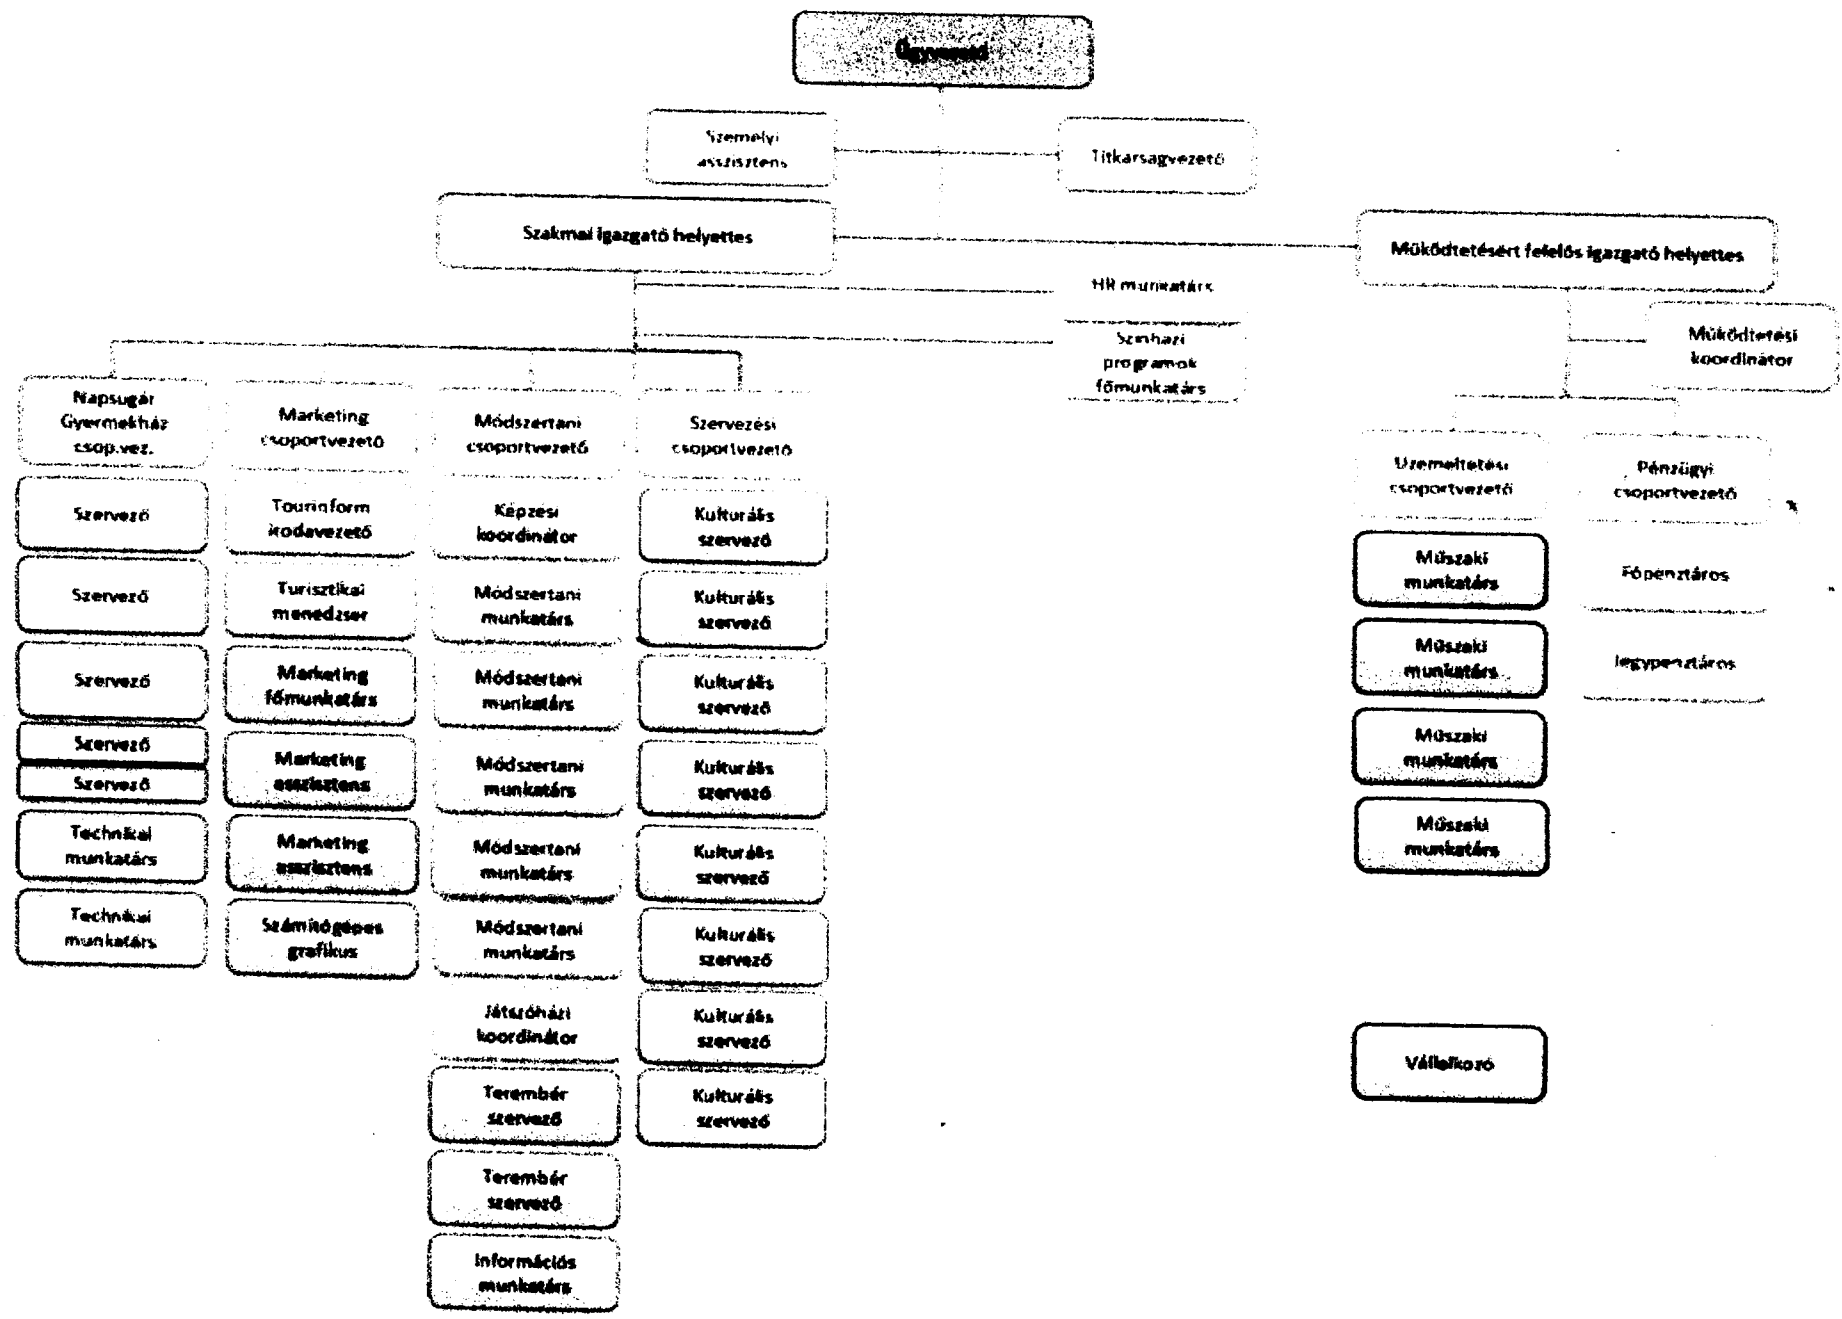 Ügyvezető
Személyi
asszisztens
Titkárságvezető
Szakmai igazgató helyettes
Működtetésért felelős igazgató helyettes
HR munkatárs
Színházi
programok
főmunkatárs
Működtetési
koordinátor
Napsugár
Gyermekház
csop.vez.
Szervező
Szervező
Szervező
Szervező
Szervező
Technikai
munkatárs
Technikai
munkatárs
Marketing
csoportvezető
Tourinform
irodavezető
Turisztikai
menedzser
Marketing
főmunkatárs
Marketing
asszisztens
Marketing
asszisztens
Számítógépes
grafikus
Módszertani
csoportvezető
Képzési
koordinátor
Módszertani
munkatárs
Módszertani
munkatárs
Módszertani
munkatárs
Módszertani
munkatárs
Módszertani
munkatárs
Játszóházi
koordinátor
Terembér
szervező
Terembér
szervező
Információs
munkatárs
Szervezési
csoportvezető
Kulturális
szervező
Kulturális
szervező
Kulturális
szervező
Kulturális
szervező
Kulturális
szervező
Kulturális
szervező
Kulturális
szervező
Kulturális
szervező
Üzemeltetési
csoportvezető
Műszaki
munkatárs
Műszaki
munkatárs
Műszaki
munkatárs
Műszaki
munkatárs
Vállalkozó
Pénzügyi
csoportvezető
Főpénztáros
Jegypénztáros